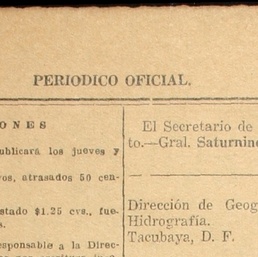 PERIODICO OFICIAL.
ONES
ublicará los jueves y
vos, atrasados 50 cen-
stado $1.25 cvs., fue-
s.
esponsable a la Direc-
El Secretario de
to.—Gral. Saturnino
Dirección de Geog
Hidrografía.
Tacubaya, D. F.